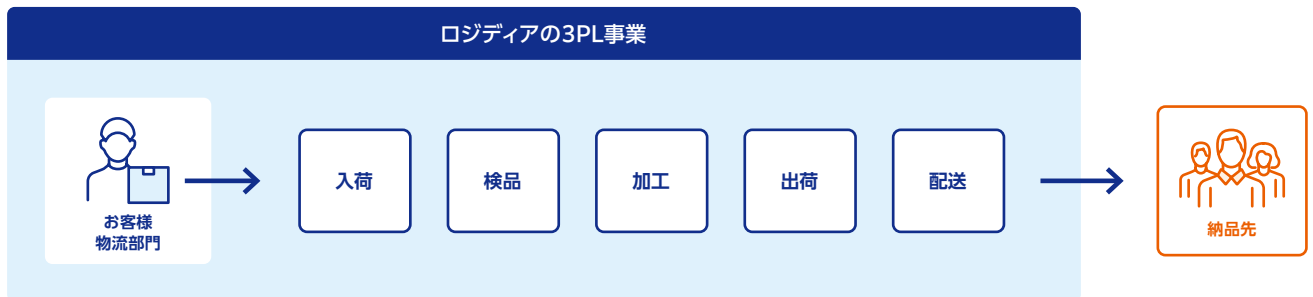 ロジディアの3PL事業
お客様
物流部門
入荷
検品
加工
出荷
配送
納品先